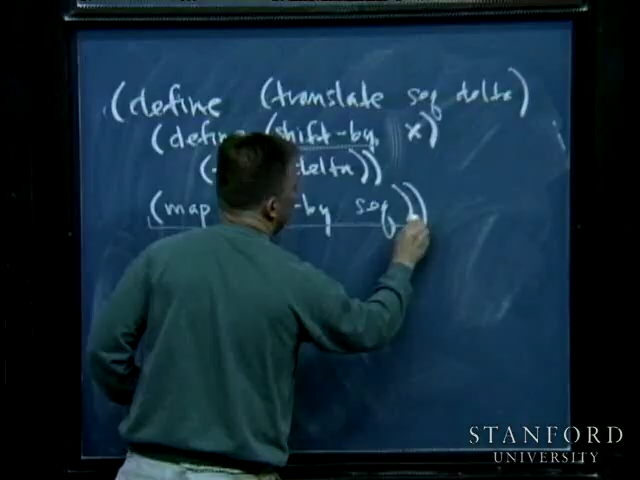 (define (translate seq delta)
(define (shift-by x)
( delta))
(map -by seq))
STANFORD
UNIVERSITY